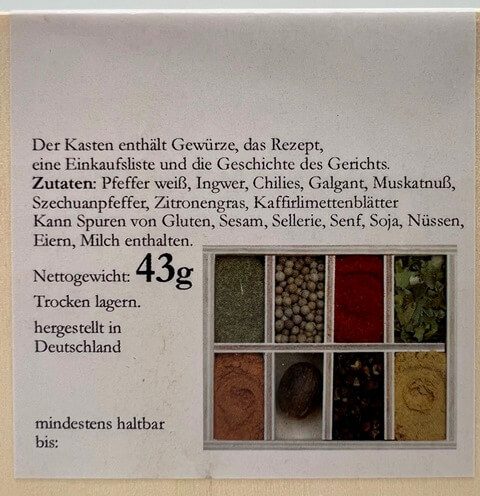 Der Kasten enthält Gewürze, das Rezept,
eine Einkaufsliste und die Geschichte des Gerichts.
Zutaten: Pfeffer weiß, Ingwer, Chilies, Galgant, Muskatnuß,
Szechuanpfeffer, Zitronengras, Kaffirlimettenblätter
Kann Spuren von Gluten, Sesam, Sellerie, Senf, Soja, Nüssen,
Eiern, Milch enthalten.
Nettogewicht: 43g
Trocken lagern.
hergestellt in
Deutschland
mindestens haltbar
bis: